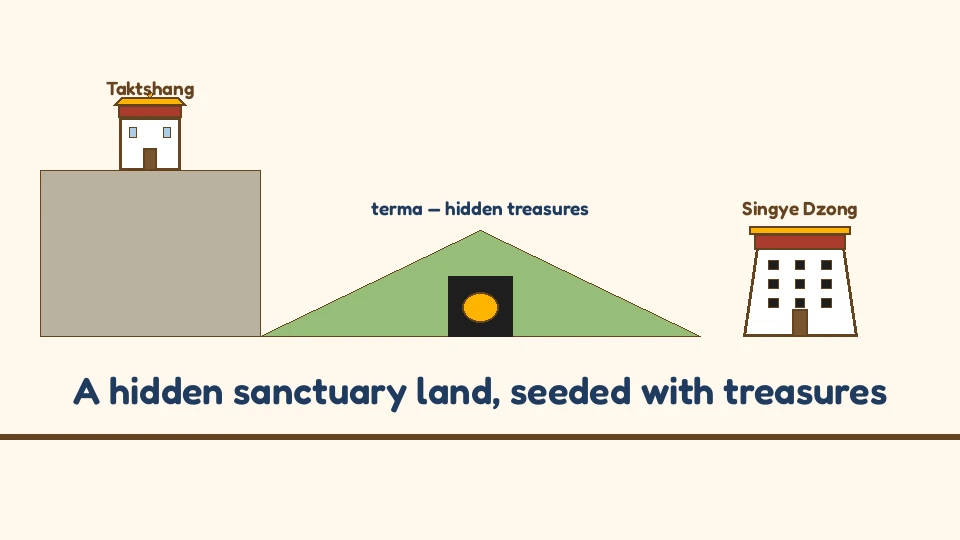 Taktshang
terma – hidden treasures
Singye Dzong
A hidden sanctuary land, seeded with treasures